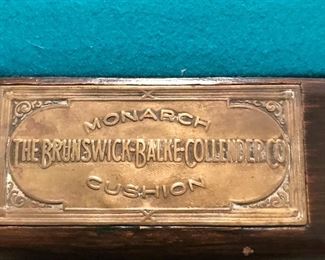 MONARCH
THE BRUNSWICK-BALKE-COLLENDER CO
CUSHION